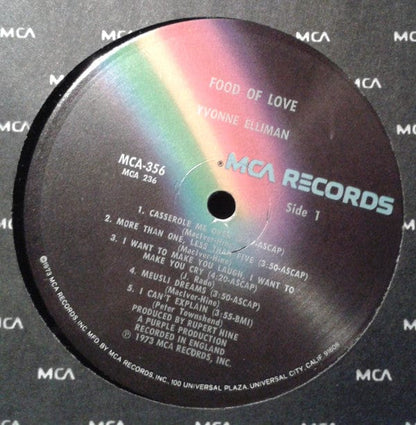 FOOD OF LOVE
YVONNE ELLIMAN
MCA-356
MCA 236
® MCA RECORDS
Side 1
1. CASSEROLE ME OVER -ASCAP)
(MacIver-Hine)
2. MORE THAN ONE, LESS THAN FIVE (3:50-ASCAP)
(MacIver-Hine)
3. I WANT TO MAKE YOU LAUGH, I WANT TO
MAKE YOU CRY (4:20-ASCAP)
(J. Rado)
4. MEUSLI DREAMS (3:55-ASCAP)
(MacIver-Hine)
5. I CAN'T EXPLAIN (3:55-BMI)
(Peter Townshend)
PRODUCED BY RUPERT NINE
A PURPLE PRODUCTION
RECORDED IN ENGLAND
℗ 1973 MCA RECORDS, INC.
©1973 MCA RECORDS, INC. MFD BY MCA RECORDS, INC., 100 UNIVERSAL PLAZA, UNIVERSAL CITY, CALIF. 91608
MCA
MCA
MCA
MCA
MCA
MCA
MCA
MCA
MCA